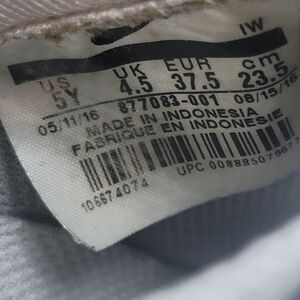 IW
US UK EUR cm
5Y 4.5 37.5 23.5
877083-001
05/11/16 08/15/16
MADE IN INDONESIA
FABRIQUE EN INDONESIE
106674074
UPC